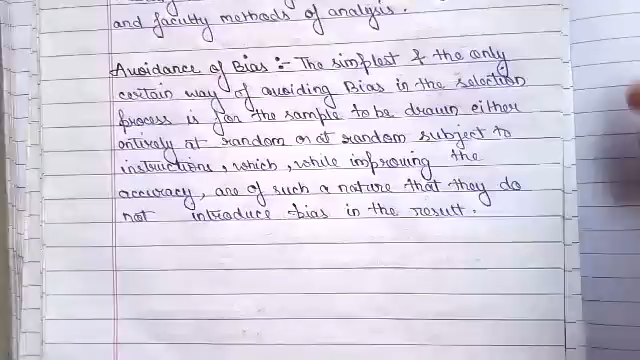 and faculty methods of analysis.
Avoidance of Bias :- The simplest & the only
certain way of avoiding Bias in the selection
process is for the sample to be drawn either
entirely at random or at random subject to
instructions, which, while improving the
accuracy, are of such a nature that they do
not introduce bias in the result.